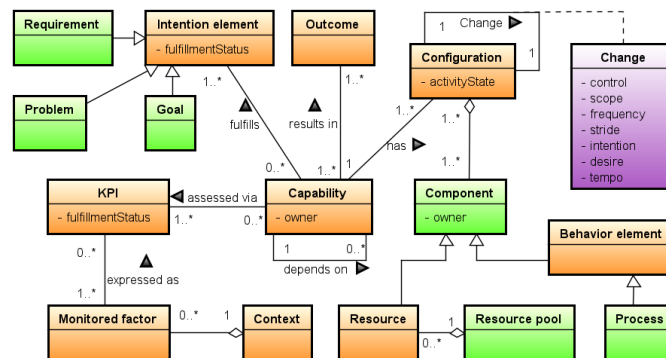 Requirement
Intention element
- fulfillmentStatus
Outcome
1
Change
1
Configuration
- activityState
Change
- control
- scope
- frequency
- stride
- intention
- desire
- tempo
Problem
Goal
1..*
1..*
1..*
1..*
fulfills
results in
has
1..*
0..*
1..*
1
KPI
- fulfillmentStatus
assessed via
1..*
0..*
Capability
- owner
1
0..*
depends on
Component
- owner
Behavior element
0..*
expressed as
1..*
Monitored factor
0..*
1
Context
Resource
1
0..*
Resource pool
Process